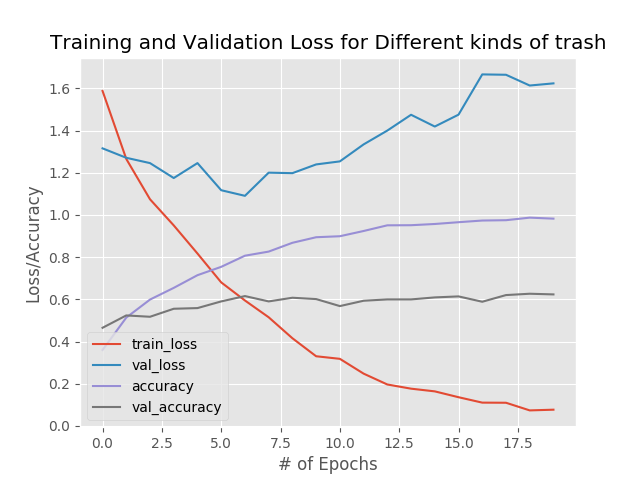 Training and Validation Loss for Different kinds of trash
Loss/Accuracy
1.6
1.4
1.2
1.0
0.8
0.6
0.4
0.2
0.0
train_loss
val_loss
accuracy
val_accuracy
0.0 2.5 5.0 7.5 10.0 12.5 15.0 17.5
# of Epochs